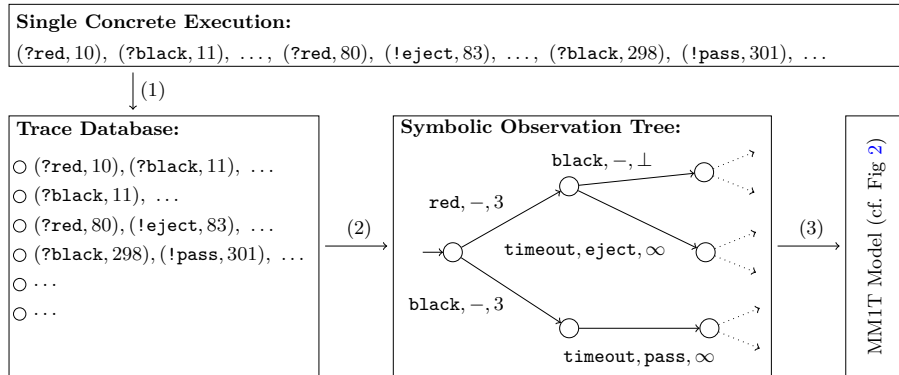 Single Concrete Execution:
(?red, 10), (?black, 11), ..., (?red, 80), (!eject, 83), ..., (?black, 298), (!pass, 301), ...
(1)
Trace Database:
(?red, 10), (?black, 11), ...
(?black, 11), ...
(?red, 80), (!eject, 83), ...
(?black, 298), (!pass, 301), ...
...
...
(2)
Symbolic Observation Tree:
black, −, ⊥
red, −, 3
timeout, eject, ∞
black, −, 3
timeout, pass, ∞
(3)
MM1T Model (cf. Fig 2)